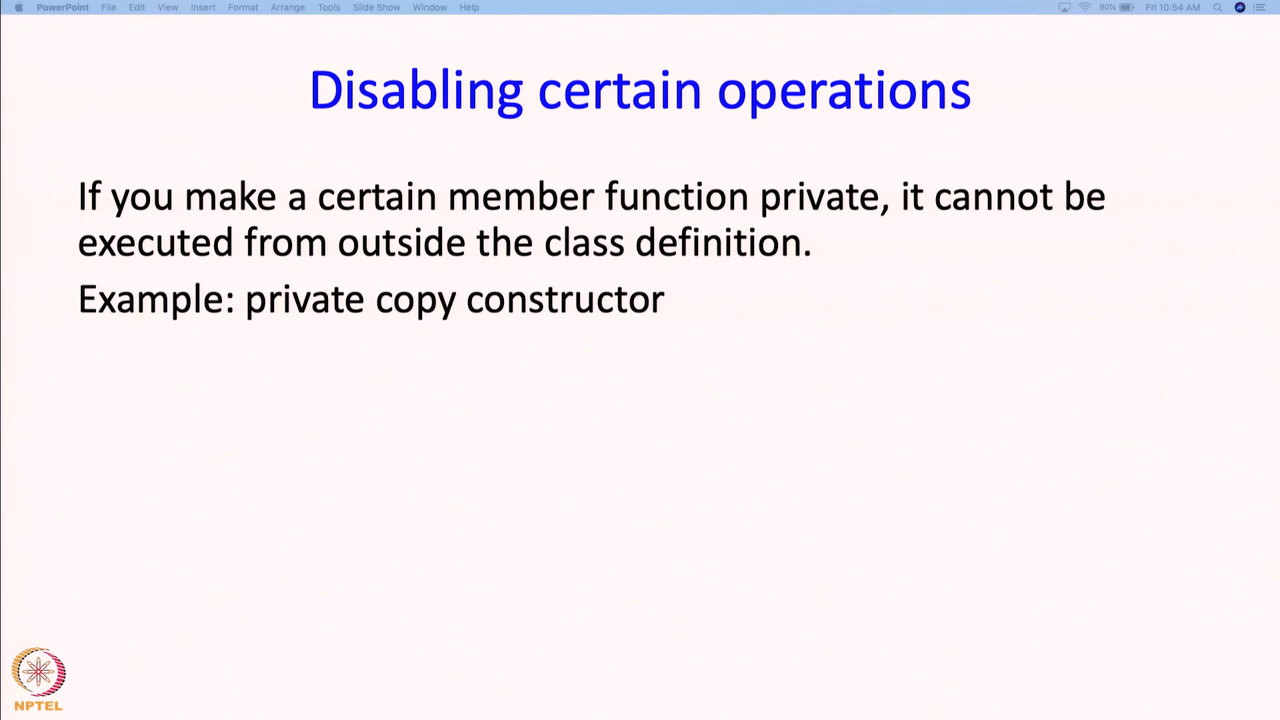 PowerPoint File Edit View Insert Format Arrange Tools Slide Show Window Help 90% Fri 10:54 AM
Disabling certain operations
If you make a certain member function private, it cannot be
executed from outside the class definition.
Example: private copy constructor
NPTEL